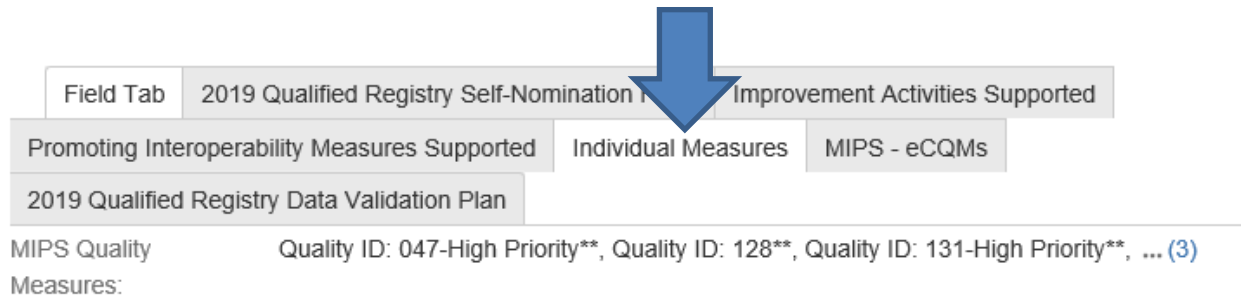 Field Tab 2019 Qualified Registry Self-Nomination Improvement Activities Supported
Promoting Interoperability Measures Supported Individual Measures MIPS - eCQMs
2019 Qualified Registry Data Validation Plan
MIPS Quality Quality ID: 047-High Priority**, Quality ID: 128**, Quality ID: 131-High Priority**, ... (3)
Measures: